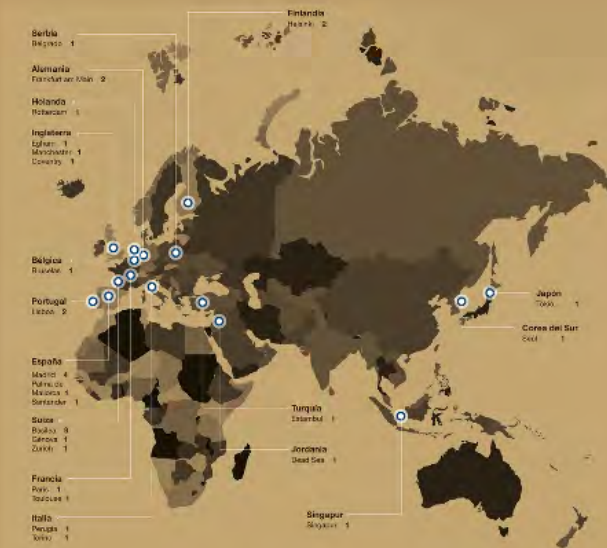 Finlandia
Helsinki 2
Serbia
Belgrado 1
Alemania
Frankfurt am Main 2
Holanda
Rotterdam 1
Inglaterra
Egham 1
Manchester 1
Coventry 1
Bélgica
Bruselas 1
Portugal
Lisboa 2
España
Madrid 4
Palma de
Mallorca 1
Santander 1
Suiza
Basilea
Génova 1
Zurich 1
Francia
Paris 1
Toulouse 1
Italia
Perugia 1
Torino 1
Turquía
Estambul 1
Jordania
Dead Sea 1
Singapur
Singapur 1
Japón
Tokio 1
Corea del Sur
Seúl 1